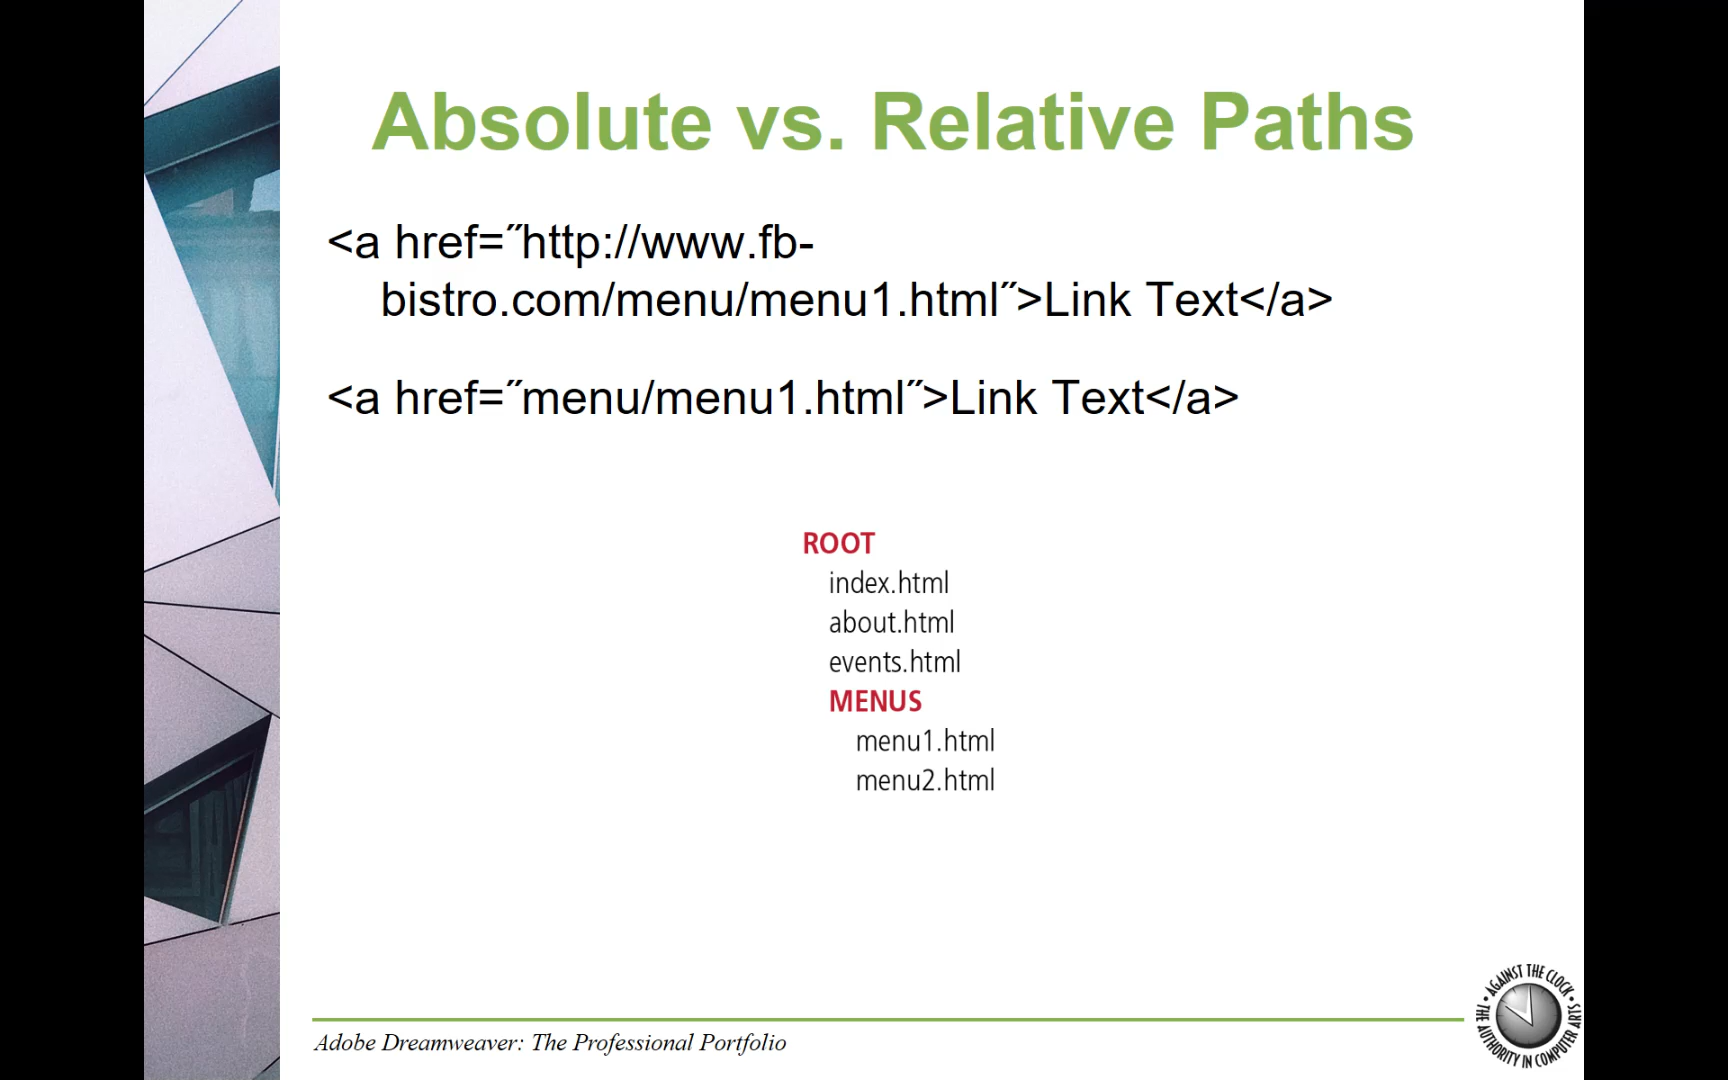 Absolute vs. Relative Paths
<a href=˝http://www.fb-
bistro.com/menu/menu1.html˝>Link Text</a>
<a href=˝menu/menu1.html˝>Link Text</a>
ROOT
index.html
about.html
events.html
MENUS
menu1.html
menu2.html
Adobe Dreamweaver: The Professional Portfolio
• AGAINST THE CLOCK •
THE AUTHORITY IN COMPUTER ARTS